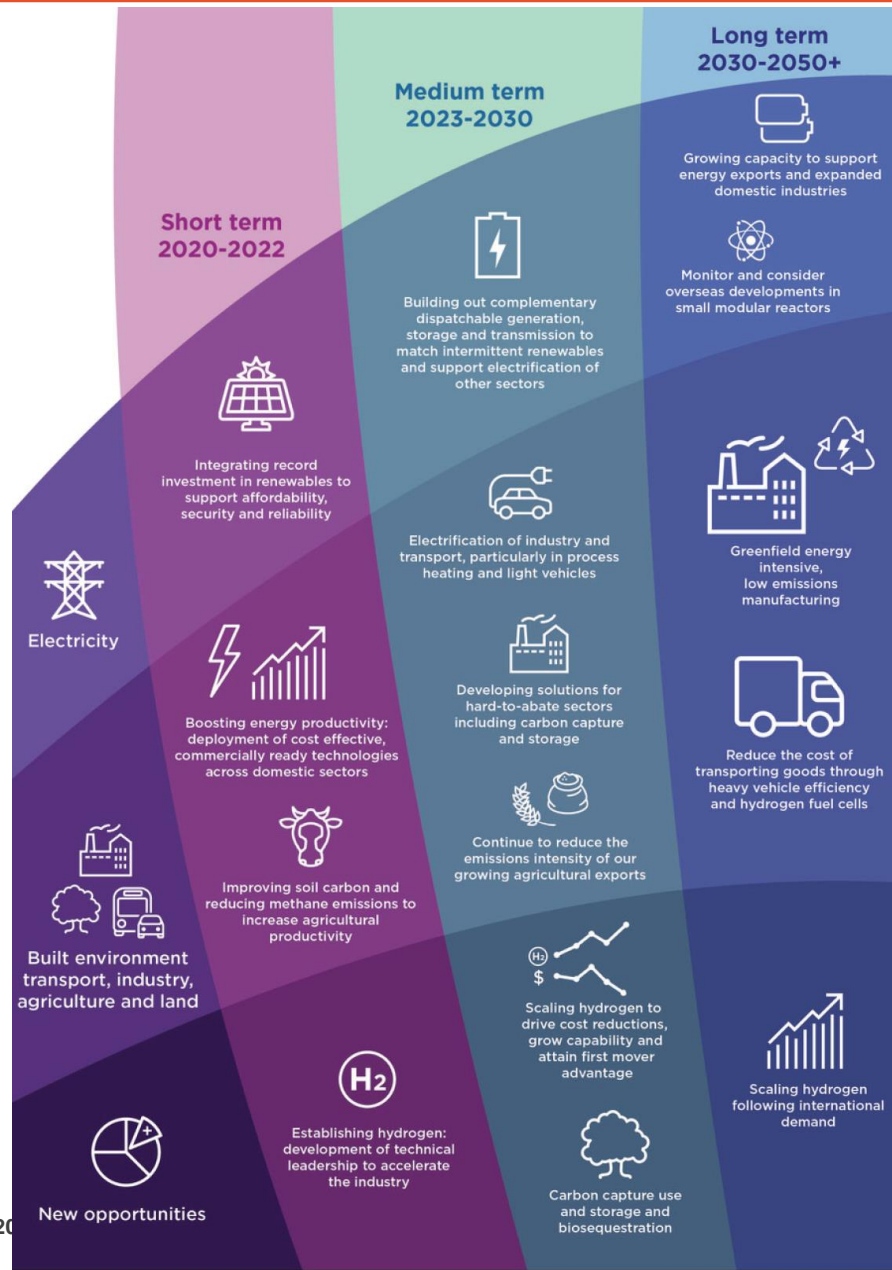 Short term
2020-2022
Medium term
2023-2030
Long term
2030-2050+
Electricity
Integrating record
investment in renewables to
support affordability,
security and reliability
Building out complementary
dispatchable generation,
storage and transmission to
match intermittent renewables
and support electrification of
other sectors
Growing capacity to support
energy exports and expanded
domestic industries
Monitor and consider
overseas developments in
small modular reactors
Built environment
transport, industry,
agriculture and land
Boosting energy productivity:
deployment of cost effective,
commercially ready technologies
across domestic sectors
Improving soil carbon and
reducing methane emissions to
increase agricultural
productivity
Electrification of industry and
transport, particularly in process
heating and light vehicles
Developing solutions for
hard-to-abate sectors
including carbon capture
and storage
Continue to reduce the
emissions intensity of our
growing agricultural exports
Greenfield energy
intensive,
low emissions
manufacturing
Reduce the cost of
transporting goods through
heavy vehicle efficiency
and hydrogen fuel cells
New opportunities
H2
Establishing hydrogen:
development of technical
leadership to accelerate
the industry
H2
$
Scaling hydrogen to
drive cost reductions,
grow capability and
attain first mover
advantage
Carbon capture use
and storage and
biosequestration
Scaling hydrogen
following international
demand